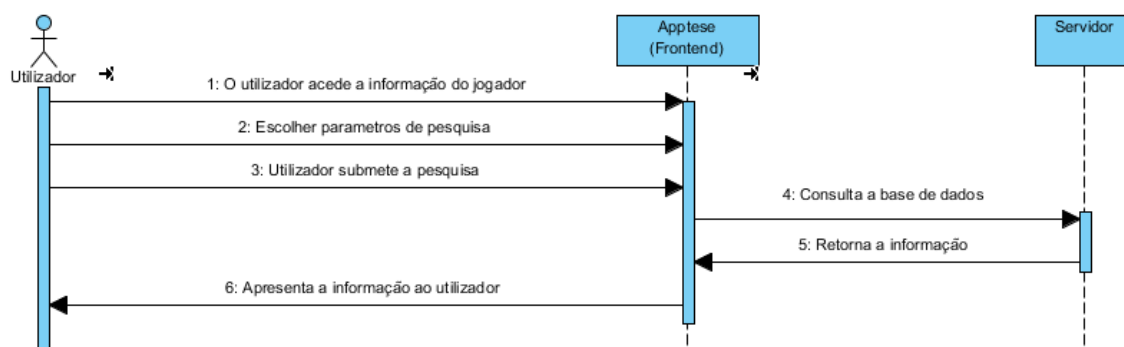 Apptese
(Frontend)
Servidor
Utilizador
1: O utilizador acede a informação do jogador
2: Escolher parametros de pesquisa
3: Utilizador submete a pesquisa
4: Consulta a base de dados
5: Retorna a informação
6: Apresenta a informação ao utilizador